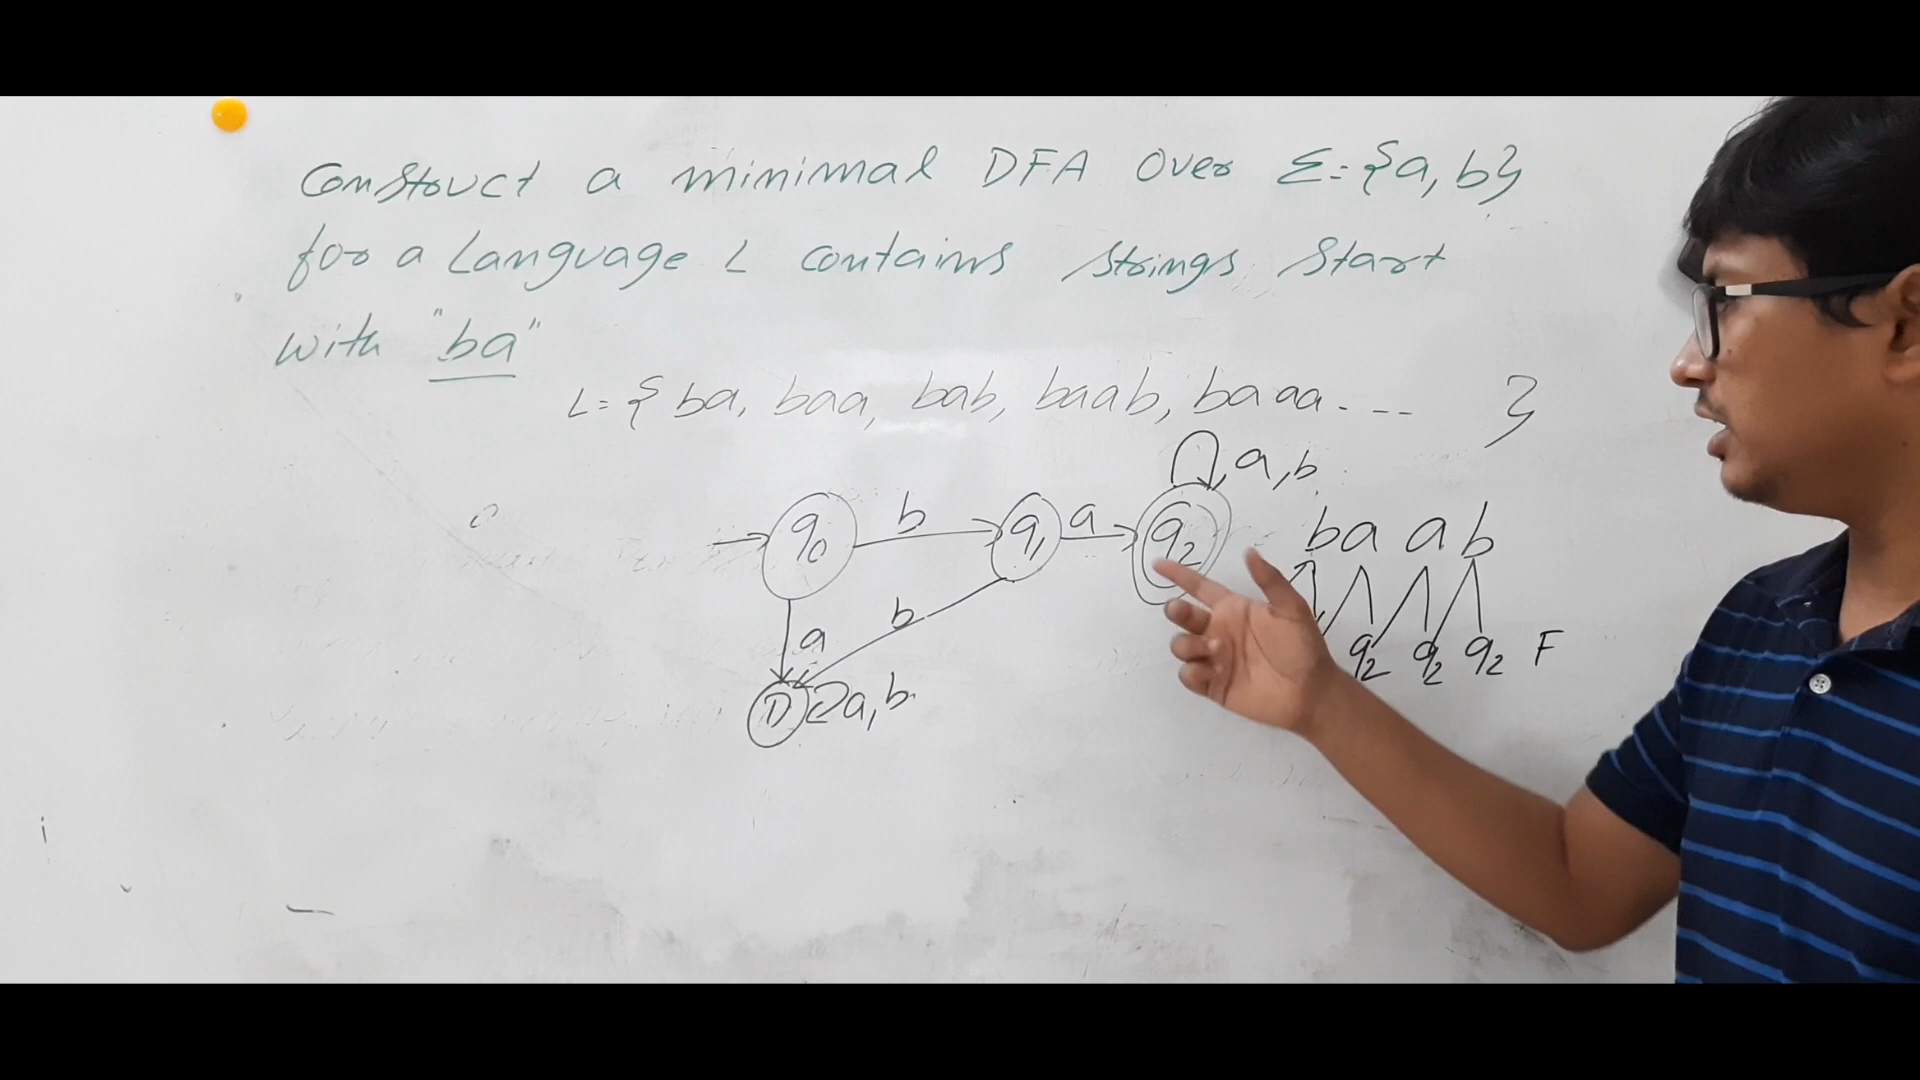 Construct a minimal DFA over Σ={a,b}
for a Language L contains strings start
with "ba"
L={ ba, baa, bab, baab, baaa.--- }
a,b
q0 b q1 a q2
ba a b
b
a
q2 q2 q2 F
D a,b